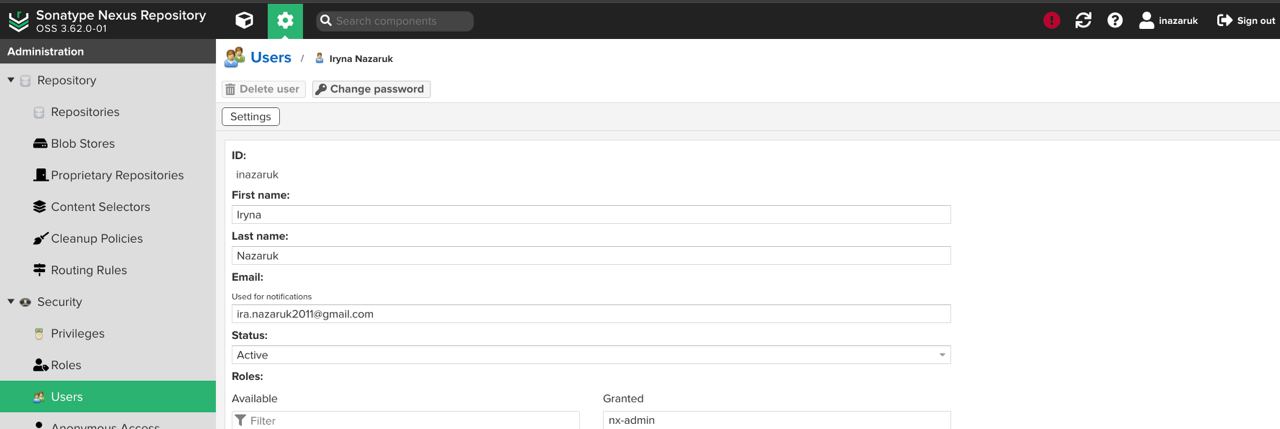 Sonatype Nexus Repository
OSS 3.62.0-01
Search components
inazaruk
Sign out
Administration
Repository
Repositories
Blob Stores
Proprietary Repositories
Content Selectors
Cleanup Policies
Routing Rules
Security
Privileges
Roles
Users
Anonymous Access
Users / Iryna Nazaruk
Delete user
Change password
Settings
ID:
inazaruk
First name:
Iryna
Last name:
Nazaruk
Email:
Used for notifications
ira.nazaruk2011@gmail.com
Status:
Active
Roles:
Available
Granted
Filter
nx-admin